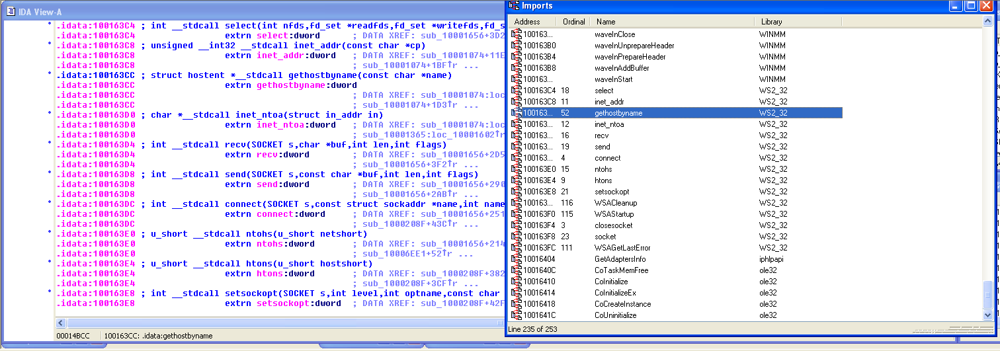 IDA View-A
.idata:100163C4 ; int __stdcall select(int nfds,fd_set *readfds,fd_set *writefds,fd_s
.idata:100163C4 extrn select:dword ; DATA XREF: sub_10001656+3D2
.idata:100163C8 ; unsigned __int32 __stdcall inet_addr(const char *cp)
.idata:100163C8 extrn inet_addr:dword ; DATA XREF: sub_10001074+11E
.idata:100163C8 ; sub_10001074+1BF↑r ...
.idata:100163CC ; struct hostent *__stdcall gethostbyname(const char *name)
.idata:100163CC extrn gethostbyname:dword
.idata:100163CC ; DATA XREF: sub_10001074:loc
.idata:100163CC ; sub_10001074+1D3↑r ...
.idata:100163D0 ; char *__stdcall inet_ntoa(struct in_addr in)
.idata:100163D0 extrn inet_ntoa:dword ; DATA XREF: sub_10001074:loc
.idata:100163D0 ; sub_10001365:loc_10001602↑r
.idata:100163D4 ; int __stdcall recv(SOCKET s,char *buf,int len,int flags)
.idata:100163D4 extrn recv:dword ; DATA XREF: sub_10001656+2D5
.idata:100163D4 ; sub_10001656+3F2↑r ...
.idata:100163D8 ; int __stdcall send(SOCKET s,const char *buf,int len,int flags)
.idata:100163D8 extrn send:dword ; DATA XREF: sub_10001656+290
.idata:100163D8 ; sub_10001656+2AB↑r ...
.idata:100163DC ; int __stdcall connect(SOCKET s,const struct sockaddr *name,int name
.idata:100163DC extrn connect:dword ; DATA XREF: sub_10001656+251
.idata:100163DC ; sub_1000208F+43C↑r ...
.idata:100163E0 ; u_short __stdcall ntohs(u_short netshort)
.idata:100163E0 extrn ntohs:dword ; DATA XREF: sub_10001656+214
.idata:100163E0 ; sub_10006EE1+52↑r ...
.idata:100163E4 ; u_short __stdcall htons(u_short hostshort)
.idata:100163E4 extrn htons:dword ; DATA XREF: sub_1000208F+382
.idata:100163E4 ; sub_1000208F+3CF↑r ...
.idata:100163E8 ; int __stdcall setsockopt(SOCKET s,int level,int optname,const char
.idata:100163E8 extrn setsockopt:dword ; DATA XREF: sub_1000208F+42F
00014BCC 100163CC: .idata:gethostbyname
Imports
Address Ordinal Name Library
100163... waveInClose WINMM
100163B0 waveInUnprepareHeader WINMM
100163B4 waveInPrepareHeader WINMM
100163B8 waveInAddBuffer WINMM
100163... waveInStart WINMM
100163C4 18 select WS2_32
100163C8 11 inet_addr WS2_32
100163... 52 gethostbyname WS2_32
100163... 12 inet_ntoa WS2_32
100163... 16 recv WS2_32
100163... 19 send WS2_32
100163... 4 connect WS2_32
100163E0 15 ntohs WS2_32
100163E4 9 htons WS2_32
100163E8 21 setsockopt WS2_32
100163... 116 WSACleanup WS2_32
100163F0 115 WSAStartup WS2_32
100163F4 3 closesocket WS2_32
100163F8 23 socket WS2_32
100163FC 111 WSAGetLastError WS2_32
10016404 GetAdaptersInfo iphlpapi
1001640C CoTaskMemFree ole32
10016410 CoInitialize ole32
10016414 CoInitializeEx ole32
10016418 CoCreateInstance ole32
1001641C CoUninitialize ole32
Line 235 of 253